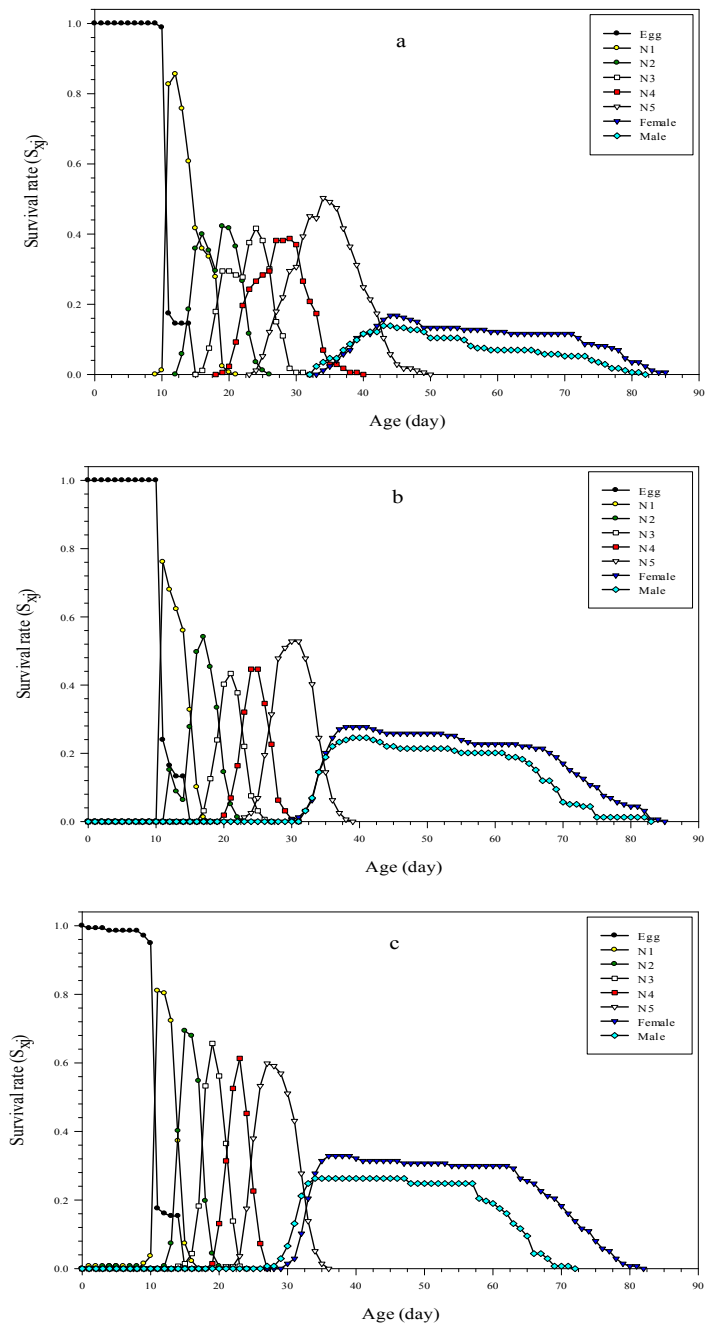 a
Egg
N1
N2
N3
N4
N5
Female
Male
Survival rate (Sxj)
1.0
0.8
0.6
0.4
0.2
0.0
0 10 20 30 40 50 60 70 80 90
Age (day)
b
Egg
N1
N2
N3
N4
N5
Female
Male
Survival rate (Sxj)
1.0
0.8
0.6
0.4
0.2
0.0
0 10 20 30 40 50 60 70 80 90
Age (day)
c
Egg
N1
N2
N3
N4
N5
Female
Male
Survival rate (Sxj)
1.0
0.8
0.6
0.4
0.2
0.0
0 10 20 30 40 50 60 70 80 90
Age (day)